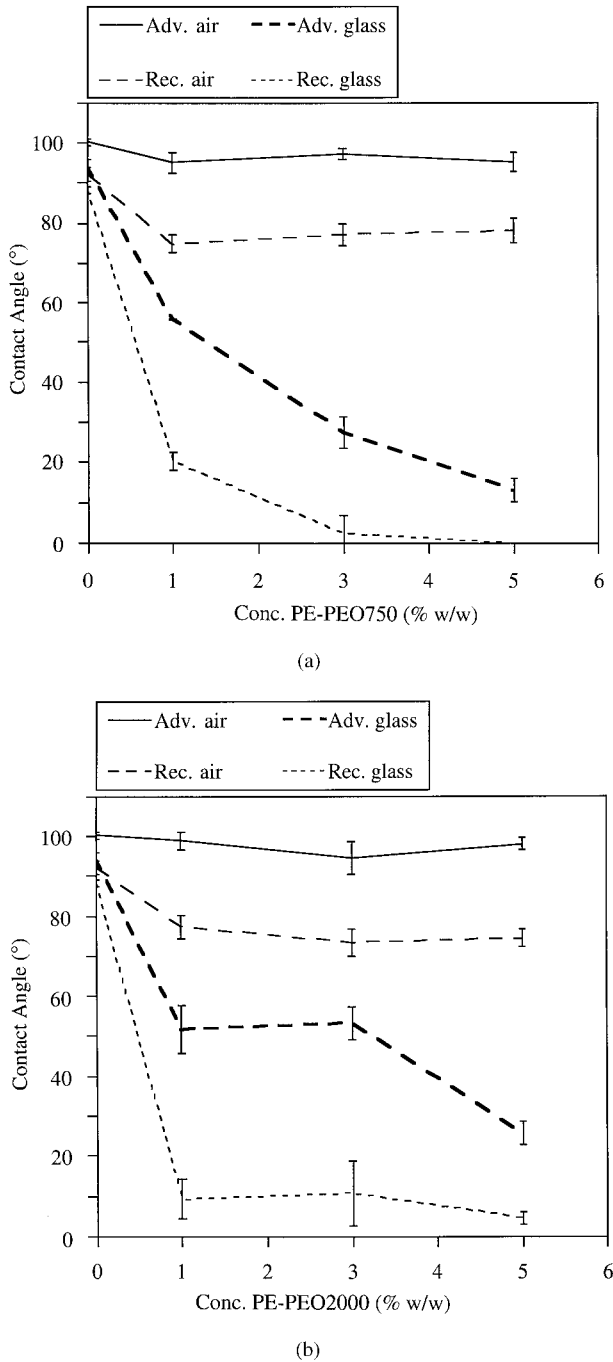 Adv. air Adv. glass
Rec. air Rec. glass
100
80
60
40
20
0
Contact Angle (°)
0 1 2 3 4 5 6
Conc. PE-PEO750 (% w/w)
(a)
Adv. air Adv. glass
Rec. air Rec. glass
100
80
60
40
20
0
Contact Angle (°)
0 1 2 3 4 5 6
Conc. PE-PEO2000 (% w/w)
(b)